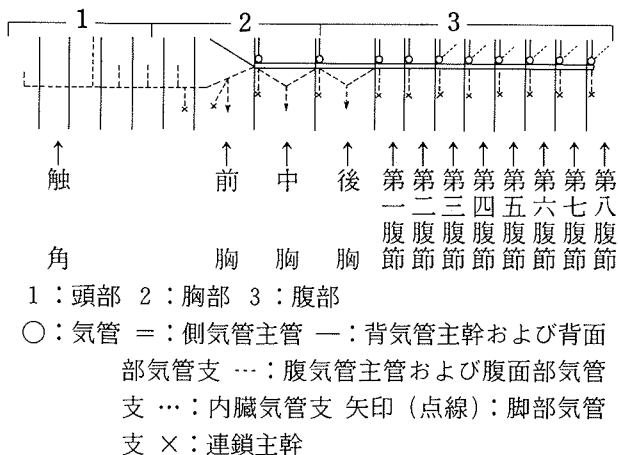 1 2 3
触角
前胸
中胸
後胸
第一腹節
第二腹節
第三腹節
第四腹節
第五腹節
第六腹節
第七腹節
第八腹節
1：頭部 2：胸部 3：腹部
○：気管 ＝：側気管主管 —：背気管主幹および背面
部気管支 …：腹気管主管および腹面部気管
支 …：内臓気管支 矢印（点線）：脚部気管
支 ×：連鎖主幹